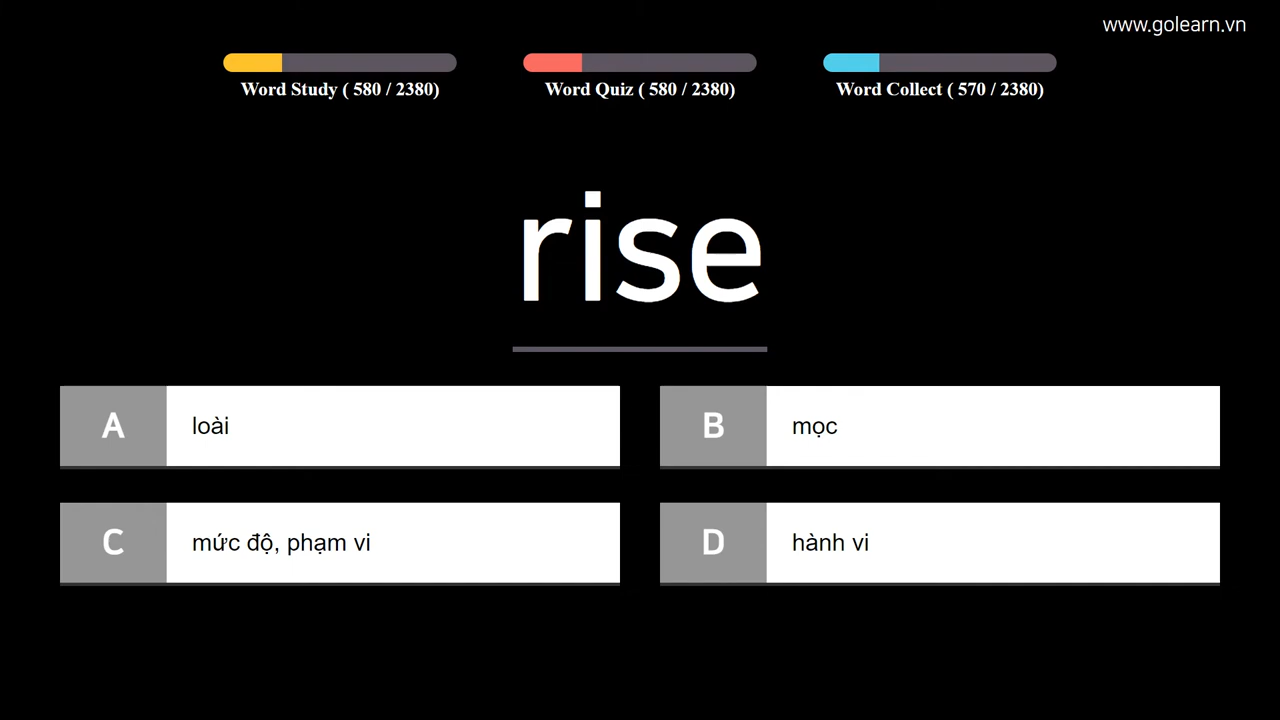 www.golearn.vn
Word Study ( 580 / 2380)
Word Quiz ( 580 / 2380)
Word Collect ( 570 / 2380)
rise
A loài
B mọc
C mức độ, phạm vi
D hành vi